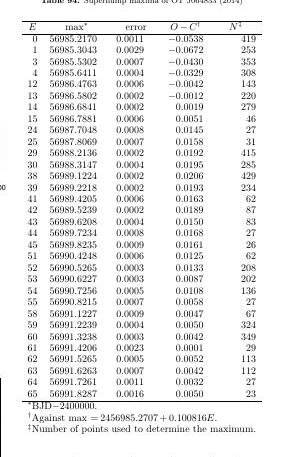 Table 94. Superhump maxima of OT J064833 (2014)
E max* error O − C† N‡
0 56985.2170 0.0011 −0.0538 419
1 56985.3043 0.0029 −0.0672 253
3 56985.5302 0.0007 −0.0430 353
4 56985.6411 0.0004 −0.0329 308
12 56986.4763 0.0006 −0.0042 143
13 56986.5802 0.0002 −0.0012 220
14 56986.6841 0.0002 0.0019 279
15 56986.7881 0.0006 0.0051 46
24 56987.7048 0.0008 0.0145 27
25 56987.8069 0.0007 0.0158 31
29 56988.2136 0.0002 0.0192 415
30 56988.3147 0.0004 0.0195 285
38 56989.1224 0.0002 0.0206 429
39 56989.2218 0.0002 0.0193 234
41 56989.4205 0.0006 0.0163 62
42 56989.5239 0.0002 0.0189 87
43 56989.6208 0.0004 0.0150 83
44 56989.7234 0.0008 0.0168 27
45 56989.8235 0.0009 0.0161 26
51 56990.4248 0.0006 0.0125 62
52 56990.5265 0.0003 0.0133 208
53 56990.6227 0.0003 0.0087 202
54 56990.7256 0.0005 0.0108 136
55 56990.8215 0.0007 0.0058 27
58 56991.1227 0.0009 0.0047 67
59 56991.2239 0.0004 0.0050 324
60 56991.3238 0.0003 0.0042 349
61 56991.4206 0.0023 0.0001 29
62 56991.5265 0.0005 0.0052 113
63 56991.6263 0.0007 0.0042 112
64 56991.7261 0.0011 0.0032 27
65 56991.8287 0.0016 0.0050 23
*BJD−2400000.
†Against max = 2456985.2707 + 0.100816E.
‡Number of points used to determine the maximum.